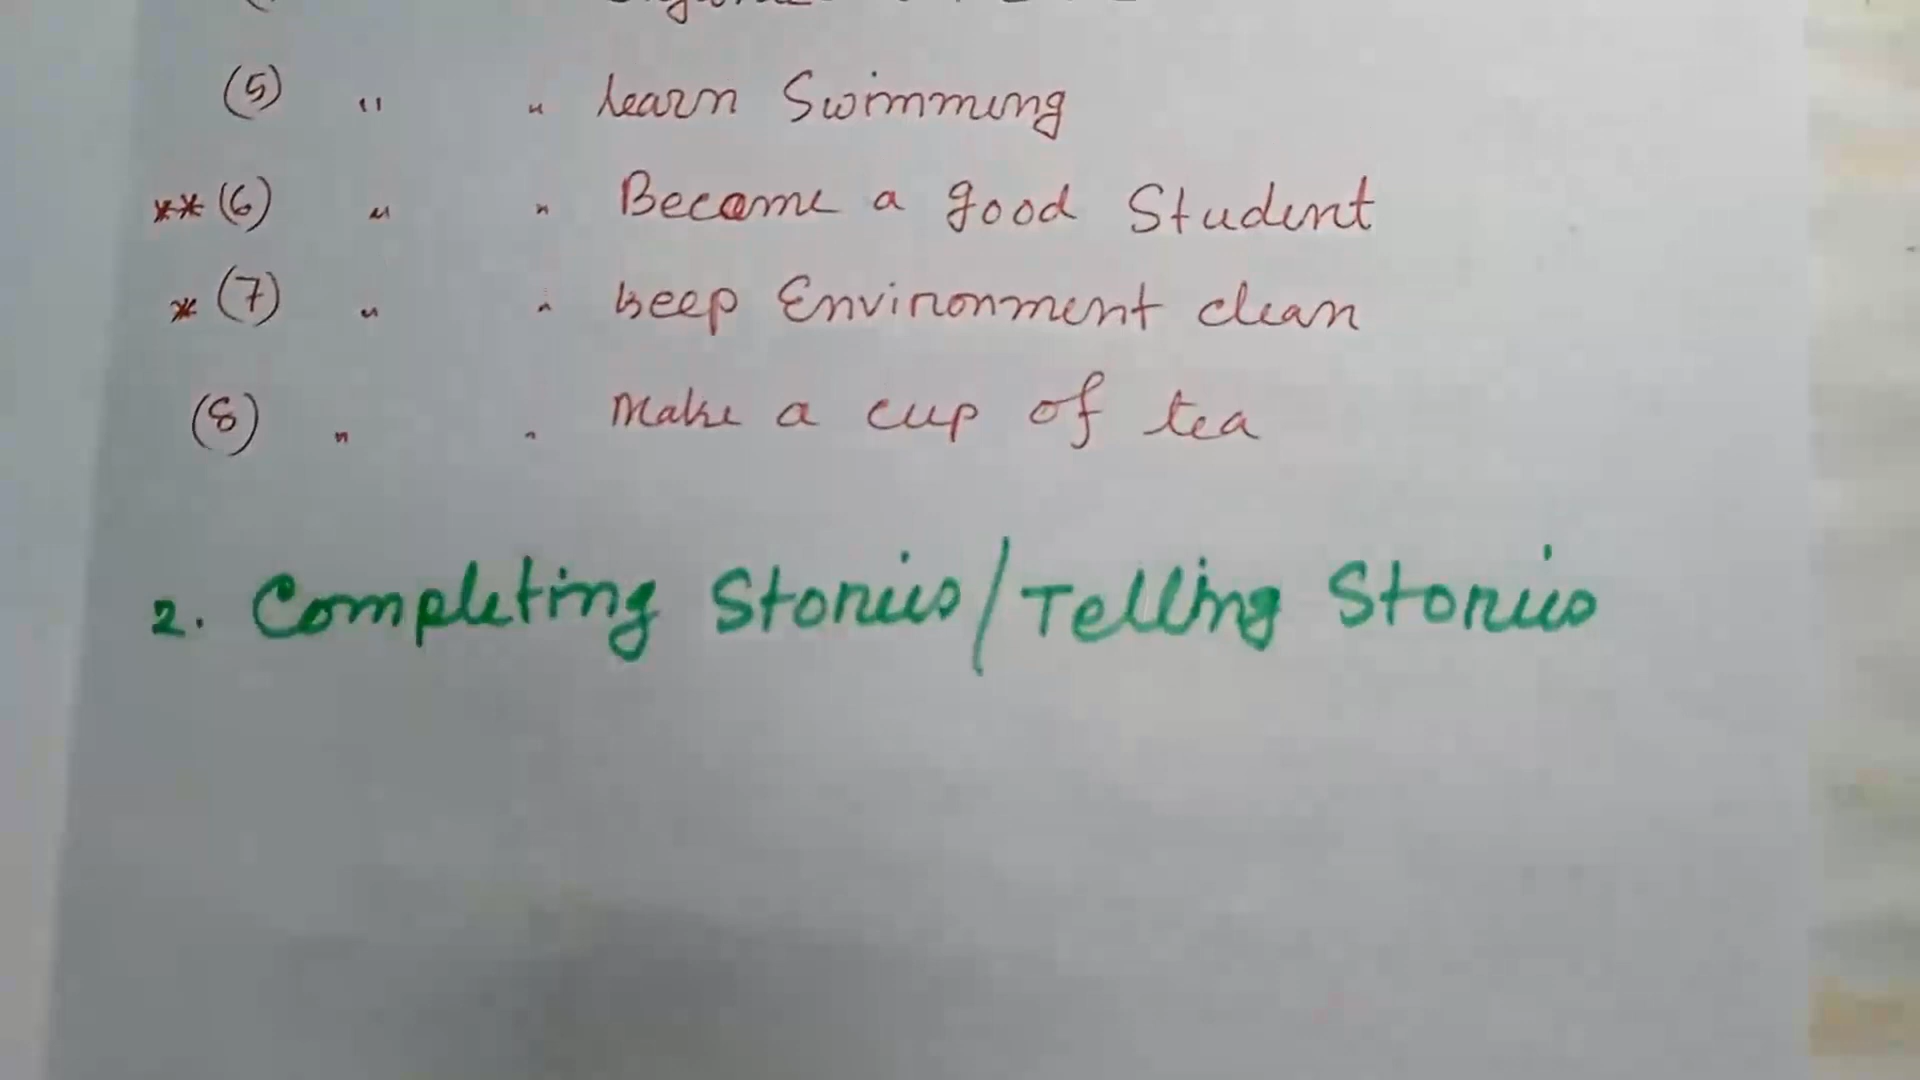 (5) " " learn Swimming
** (6) " " Become a good Student
* (7) " " keep Environment clean
(8) " " Make a cup of tea
2. Completing Stories/Telling Stories